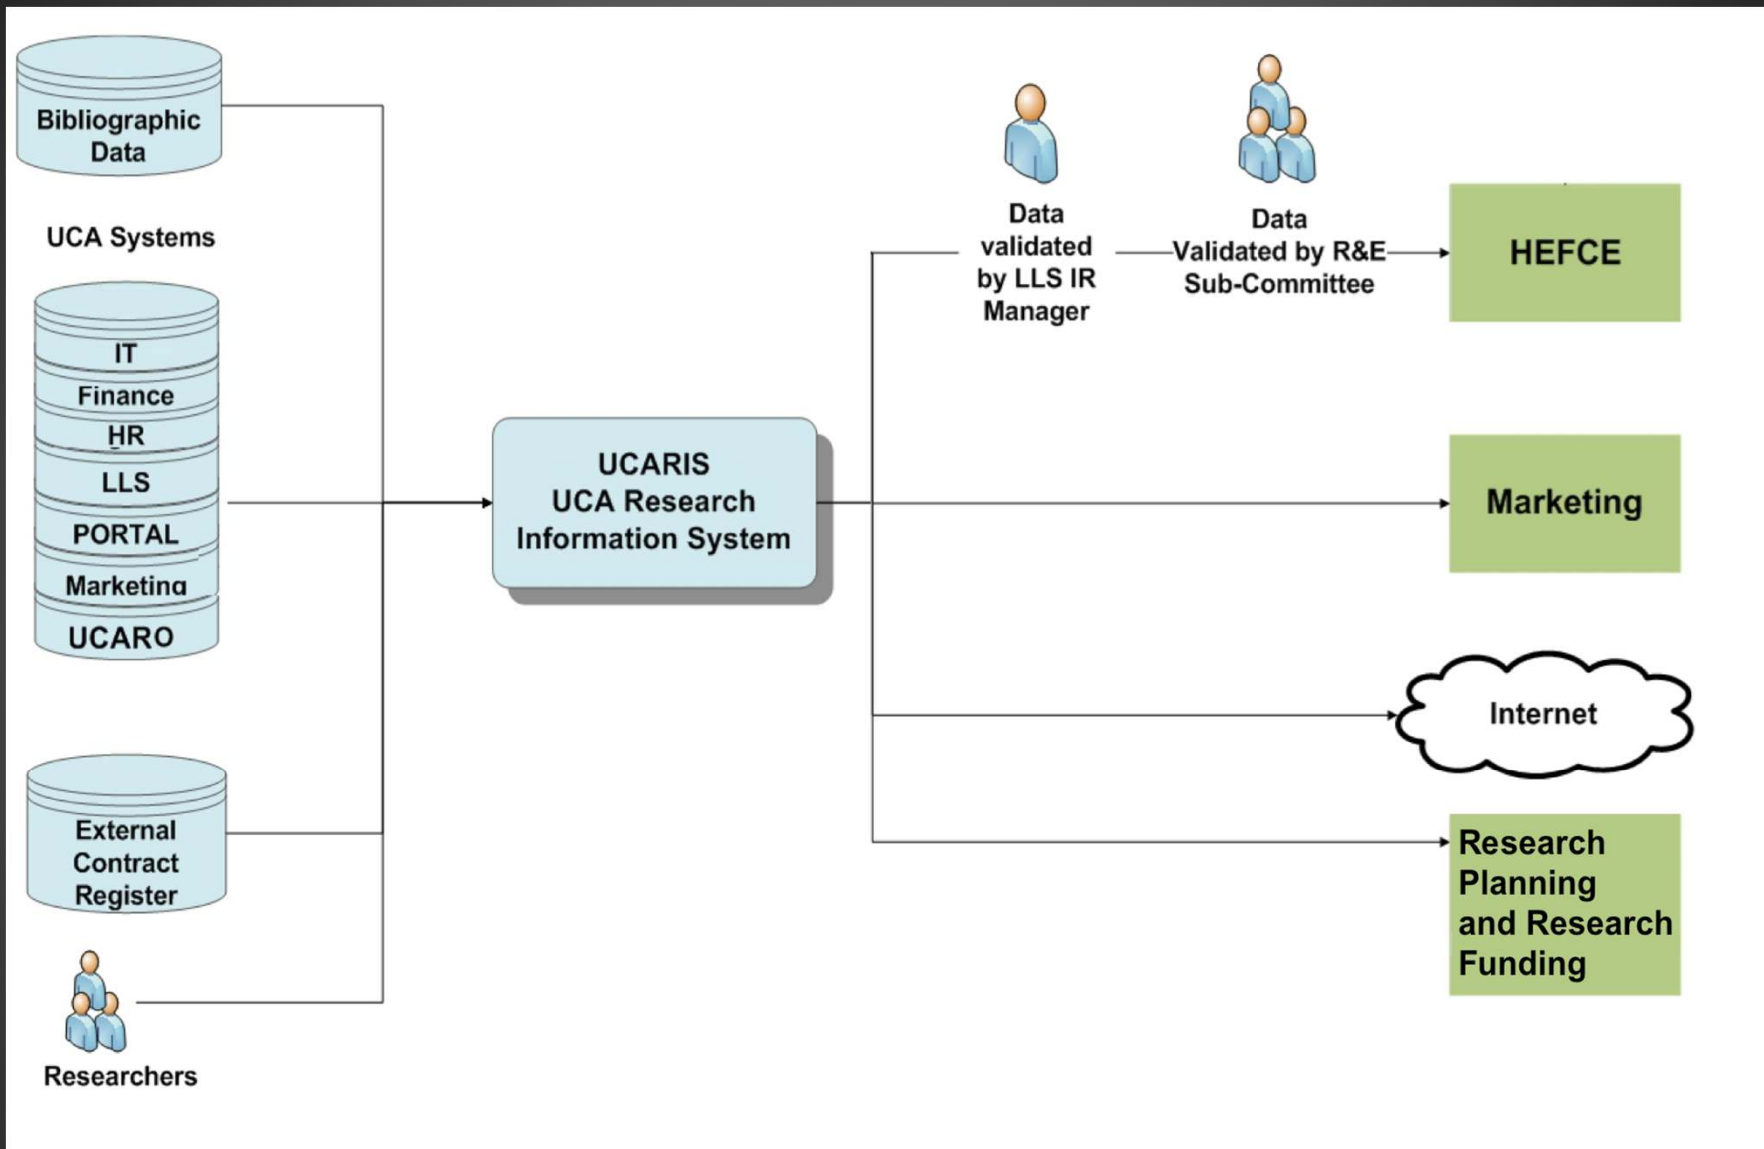 Bibliographic
Data
UCA Systems
IT
Finance
HR
LLS
PORTAL
Marketing
UCARO
External
Contract
Register
Researchers
UCARIS
UCA Research
Information System
Data
validated
by LLS IR
Manager
Data
Validated by R&E
Sub-Committee
HEFCE
Marketing
Internet
Research
Planning
and Research
Funding